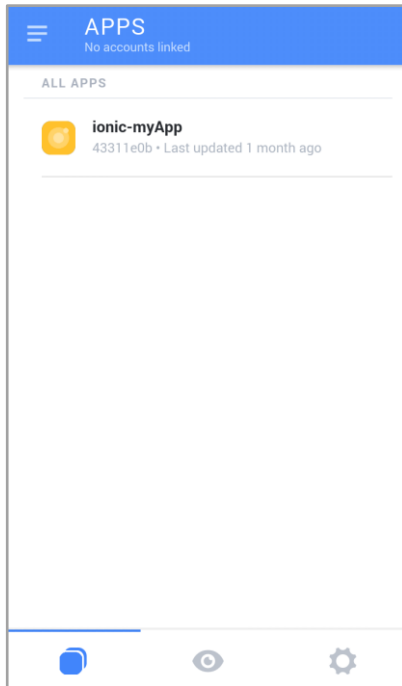 APPS
No accounts linked
ALL APPS
ionic-myApp
43311e0b • Last updated 1 month ago